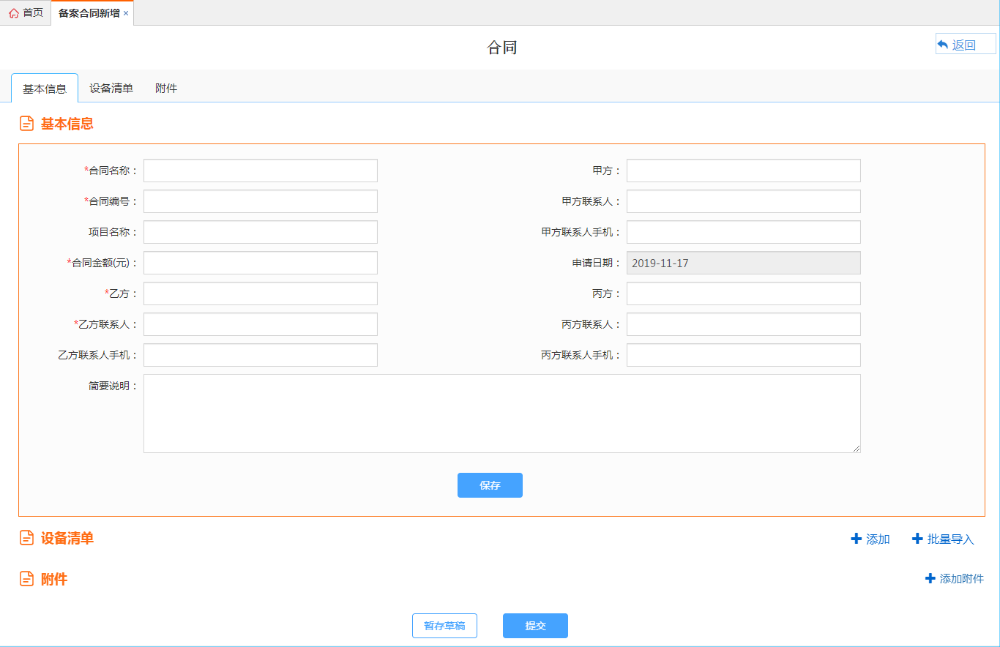 首页 备案合同新增 ×
合同
返回
基本信息 设备清单 附件
基本信息
*合同名称： 甲方：
*合同编号： 甲方联系人：
项目名称： 甲方联系人手机：
*合同金额(元)： 申请日期： 2019-11-17
*乙方： 丙方：
*乙方联系人： 丙方联系人：
乙方联系人手机： 丙方联系人手机：
简要说明：
保存
设备清单 添加 批量导入
附件 添加附件
暂存草稿 提交